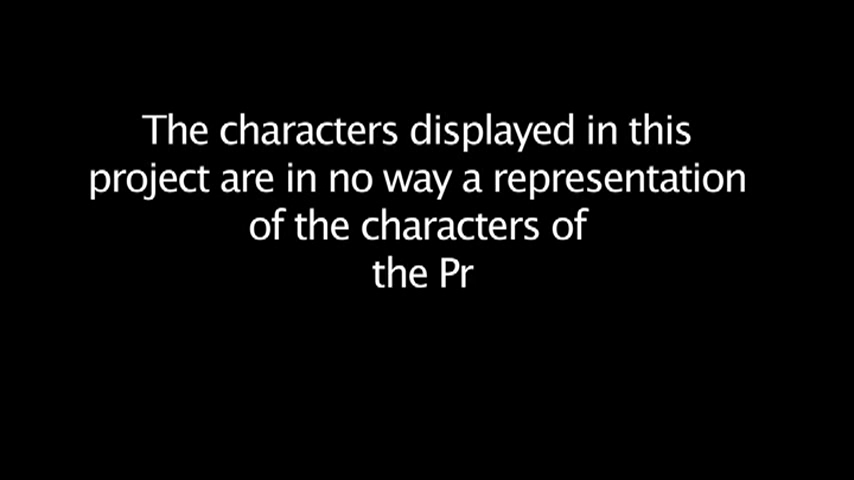 The characters displayed in this
project are in no way a representation
of the characters of
the Pr